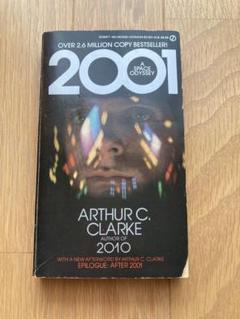 OVER 2.6 MILLION COPY BESTSELLER!
2001
A
SPACE
ODYSSEY
ARTHUR C.
CLARKE
AUTHOR OF
2010
WITH A NEW AFTERWORD BY ARTHUR C. CLARKE
EPILOGUE: AFTER 2001